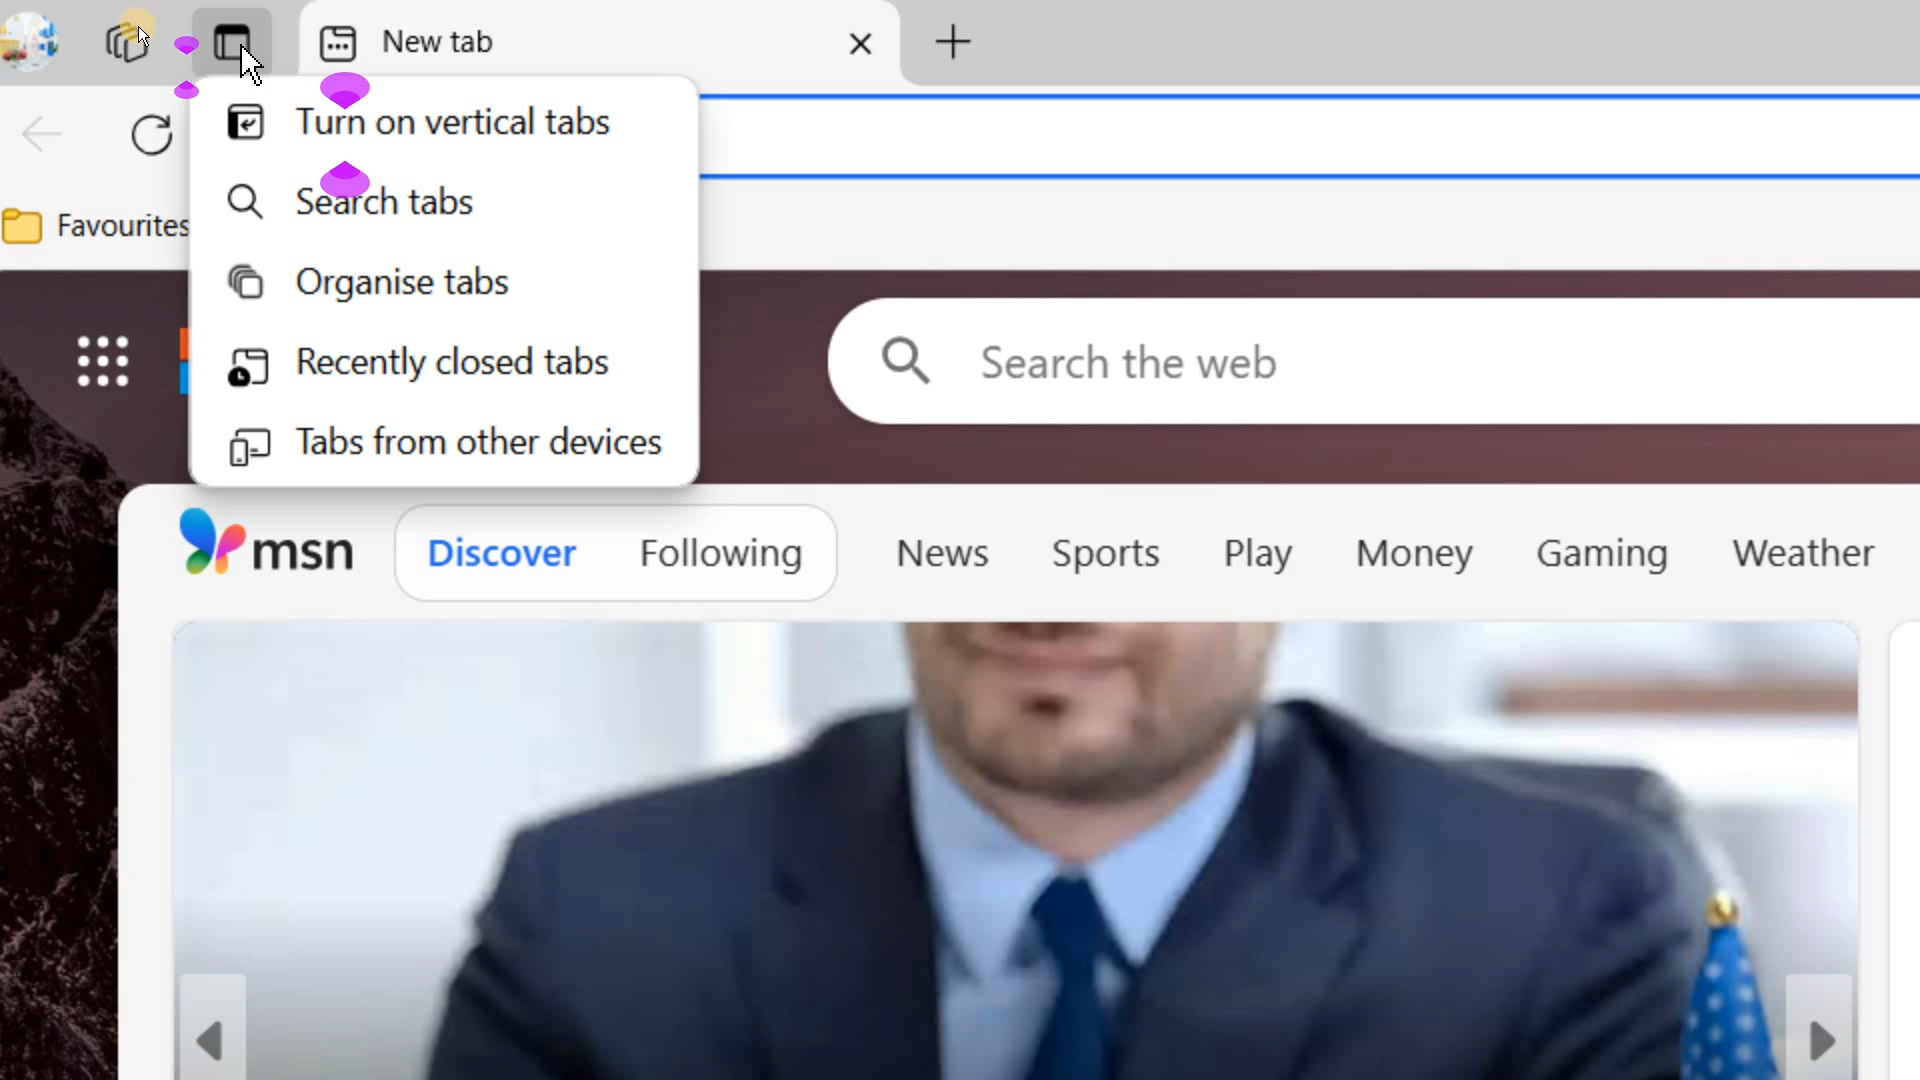 New tab
Turn on vertical tabs
Search tabs
Organise tabs
Recently closed tabs
Tabs from other devices
Favourites
Search the web
msn
Discover Following News Sports Play Money Gaming Weather